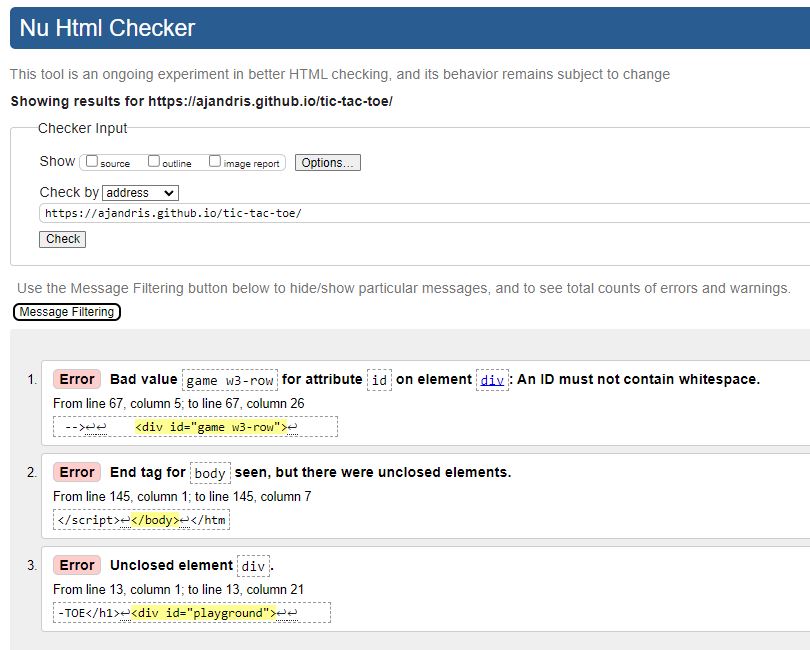 Nu Html Checker
This tool is an ongoing experiment in better HTML checking, and its behavior remains subject to change
Showing results for https://ajandris.github.io/tic-tac-toe/
Checker Input
Show source outline image report Options...
Check by address
https://ajandris.github.io/tic-tac-toe/
Check
Use the Message Filtering button below to hide/show particular messages, and to see total counts of errors and warnings.
Message Filtering
1. Error Bad value game w3-row for attribute id on element div: An ID must not contain whitespace.
From line 67, column 5; to line 67, column 26
-->↩↩ <div id="game w3-row">↩
2. Error End tag for body seen, but there were unclosed elements.
From line 145, column 1; to line 145, column 7
</script>↩</body>↩</htm
3. Error Unclosed element div.
From line 13, column 1; to line 13, column 21
-TOE</h1>↩<div id="playground">↩↩